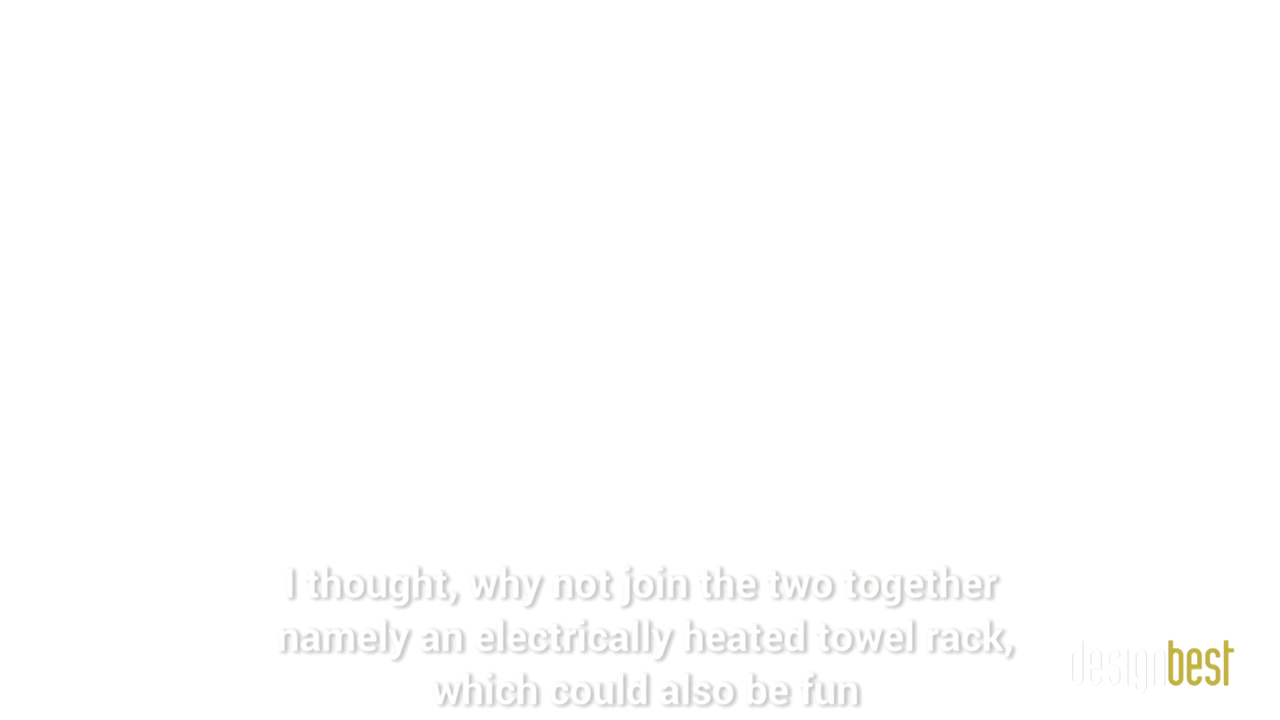 I thought, why not join the two together
namely an electrically heated towel rack,
which could also be fun
designbest